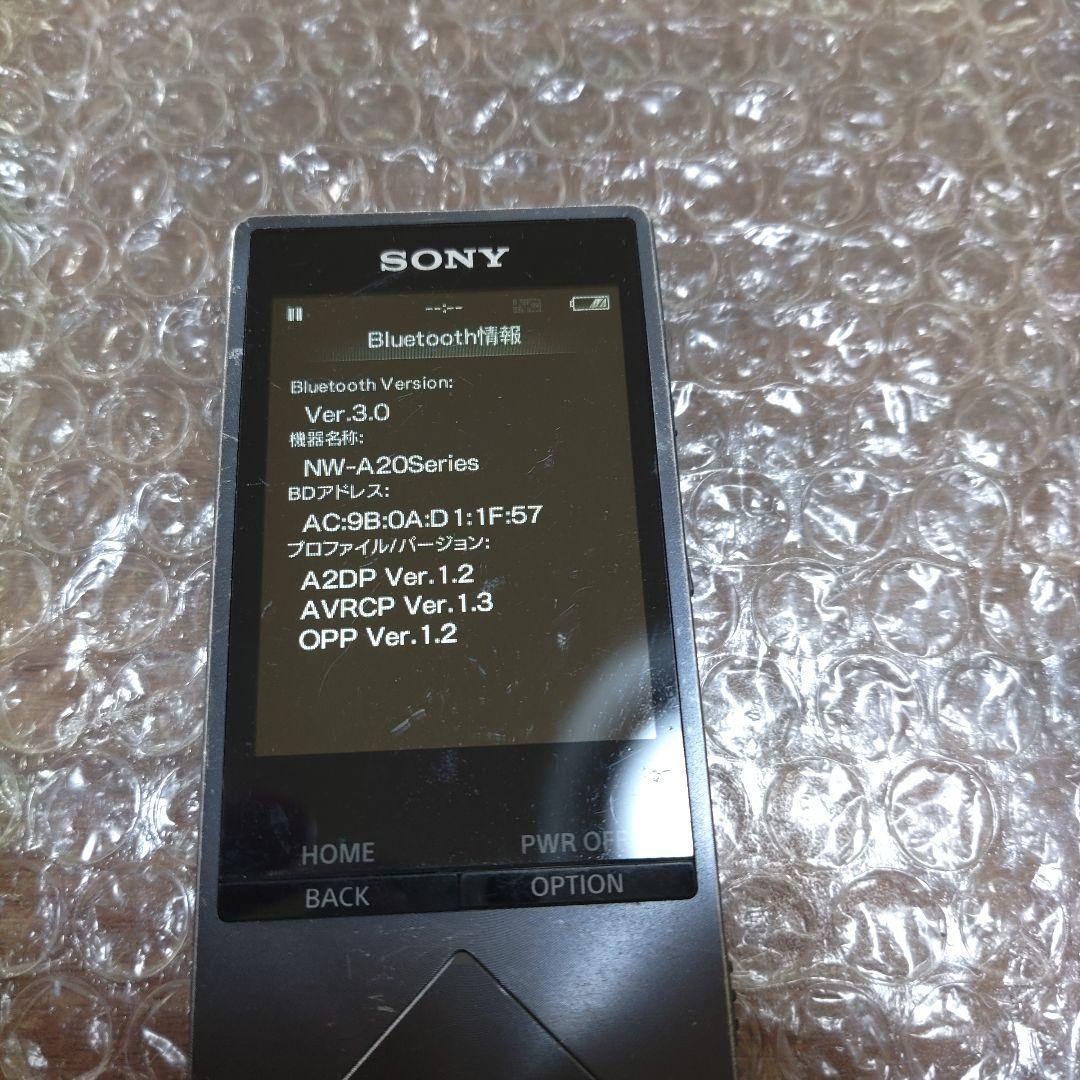 SONY
--:--
Bluetooth情報
Bluetooth Version:
Ver.3.0
機器名称:
NW-A20Series
BDアドレス:
AC:9B:0A:D1:1F:57
プロファイル/バージョン:
A2DP Ver.1.2
AVRCP Ver.1.3
OPP Ver.1.2
HOME PWR OFF
BACK OPTION